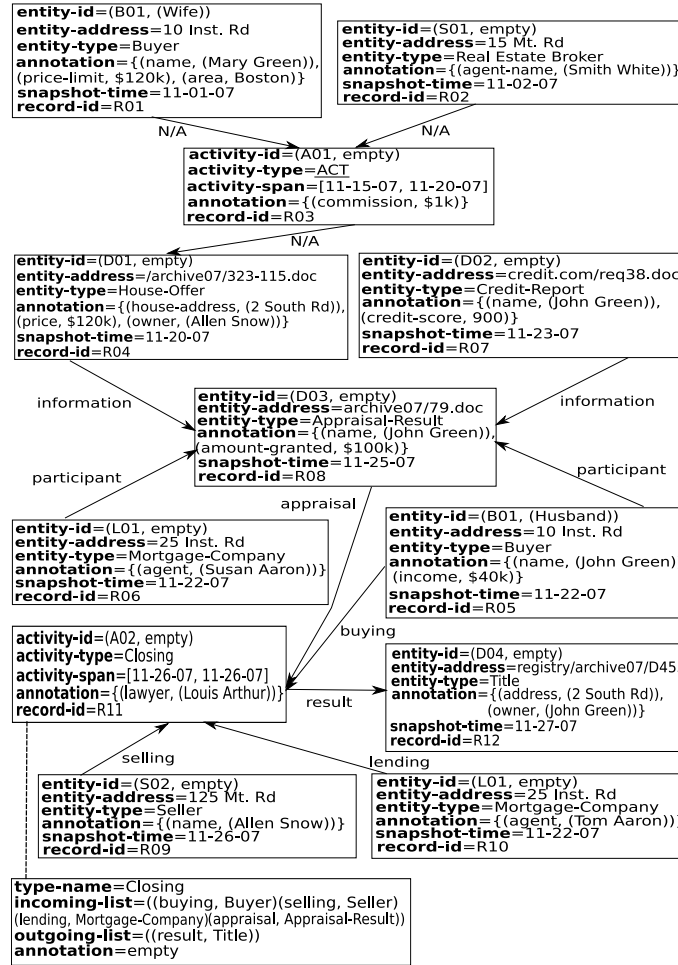 entity-id=(B01, (Wife))
entity-address=10 Inst. Rd
entity-type=Buyer
annotation={(name, (Mary Green)),
(price-limit, $120k), (area, Boston)}
snapshot-time=11-01-07
record-id=R01
entity-id=(S01, empty)
entity-address=15 Mt. Rd
entity-type=Real Estate Broker
annotation={(agent-name, (Smith White))}
snapshot-time=11-02-07
record-id=R02
N/A
N/A
activity-id=(A01, empty)
activity-type=ACT
activity-span=[11-15-07, 11-20-07]
annotation={(commission, $1k)}
record-id=R03
N/A
entity-id=(D01, empty)
entity-address=/archive07/323-115.doc
entity-type=House-Offer
annotation={(house-address, (2 South Rd)),
(price, $120k), (owner, (Allen Snow))}
snapshot-time=11-20-07
record-id=R04
entity-id=(D02, empty)
entity-address=credit.com/req38.doc
entity-type=Credit-Report
annotation={(name, (John Green)),
(credit-score, 900)}
snapshot-time=11-23-07
record-id=R07
information
information
entity-id=(D03, empty)
entity-address=archive07/79.doc
entity-type=Appraisal-Result
annotation={(name, (John Green)),
(amount-granted, $100k)}
snapshot-time=11-25-07
record-id=R08
participant
participant
appraisal
entity-id=(L01, empty)
entity-address=25 Inst. Rd
entity-type=Mortgage-Company
annotation={(agent, (Susan Aaron))}
snapshot-time=11-22-07
record-id=R06
entity-id=(B01, (Husband))
entity-address=10 Inst. Rd
entity-type=Buyer
annotation={(name, (John Green)
(income, $40k)}
snapshot-time=11-22-07
record-id=R05
buying
activity-id=(A02, empty)
activity-type=Closing
activity-span=[11-26-07, 11-26-07]
annotation={(lawyer, (Louis Arthur))}
record-id=R11
result
entity-id=(D04, empty)
entity-address=registry/archive07/D45
entity-type=Title
annotation={(address, (2 South Rd)),
(owner, (John Green))}
snapshot-time=11-27-07
record-id=R12
selling
lending
entity-id=(S02, empty)
entity-address=125 Mt. Rd
entity-type=Seller
annotation={(name, (Allen Snow))}
snapshot-time=11-26-07
record-id=R09
entity-id=(L01, empty)
entity-address=25 Inst. Rd
entity-type=Mortgage-Company
annotation={(agent, (Tom Aaron))}
snapshot-time=11-22-07
record-id=R10
type-name=Closing
incoming-list=((buying, Buyer)(selling, Seller)
(lending, Mortgage-Company)(appraisal, Appraisal-Result))
outgoing-list=((result, Title))
annotation=empty